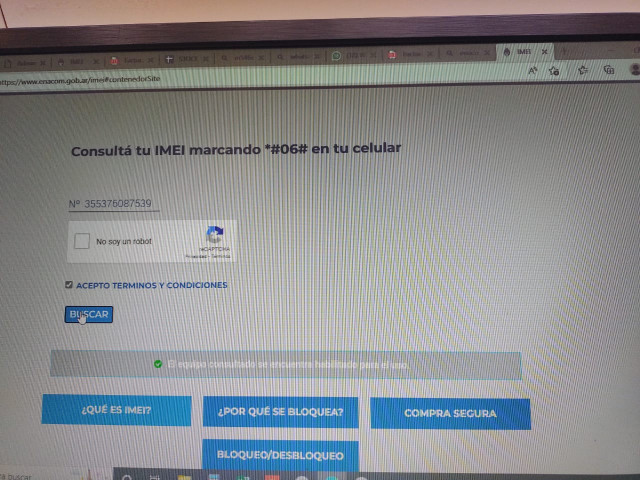 https://www.enacom.gob.ar/imei#contenedorSite
IMEI
Consultá tu IMEI marcando *#06# en tu celular
Nº 355376087539
No soy un robot
reCAPTCHA
Privacidad - Términos
ACEPTO TERMINOS Y CONDICIONES
BUSCAR
El equipo consultado se encuentra habilitado para el uso.
¿QUÉ ES IMEI?
¿POR QUÉ SE BLOQUEA?
COMPRA SEGURA
BLOQUEO/DESBLOQUEO
buscar